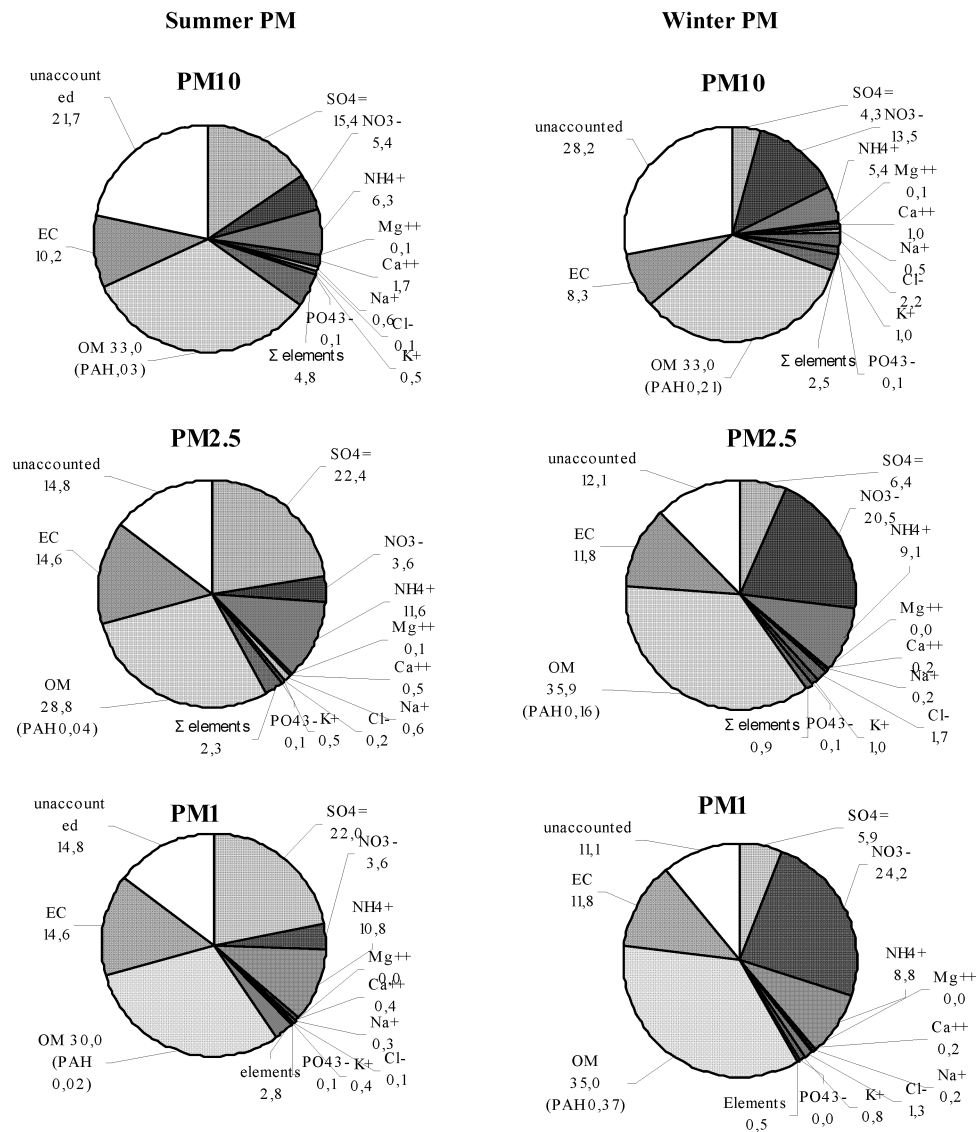 Summer PM
Winter PM
PM10
unaccount
ed
21,7
SO4=
15,4
NO3-
5,4
NH4+
6,3
Mg++
0,1
Ca++
1,7
Na+
0,6
Cl-
0,1
K+
0,5
PO43-
0,1
Σ elements
4,8
OM 33,0
(PAH,03)
EC
10,2
PM10
unaccounted
28,2
SO4=
4,3
NO3-
13,5
NH4+
5,4
Mg++
0,1
Ca++
1,0
Na+
0,5
Cl-
2,2
K+
1,0
PO43-
0,1
Σ elements
2,5
OM 33,0
(PAH0,21)
EC
8,3
PM2.5
unaccounted
14,8
SO4=
22,4
NO3-
3,6
NH4+
11,6
Mg++
0,1
Ca++
0,5
Na+
0,6
Cl-
0,2
K+
0,5
PO43-
0,1
Σ elements
2,3
OM
28,8
(PAH0,04)
EC
14,6
PM2.5
unaccounted
12,1
SO4=
6,4
NO3-
20,5
NH4+
9,1
Mg++
0,0
Ca++
0,2
Na+
0,2
Cl-
1,7
K+
1,0
PO43-
0,1
Σ elements
0,9
OM
35,9
(PAH0,16)
EC
11,8
PM1
unaccount
ed
14,8
SO4=
22,0
NO3-
3,6
NH4+
10,8
Mg++
0,0
Ca++
0,4
Na+
0,3
Cl-
0,1
K+
0,4
PO43-
0,1
elements
2,8
OM 30,0
(PAH
0,02)
EC
14,6
PM1
unaccounted
11,1
SO4=
5,9
NO3-
24,2
NH4+
8,8
Mg++
0,0
Ca++
0,2
Na+
0,2
Cl-
1,3
K+
0,8
PO43-
0,0
Elements
0,5
OM
35,0
(PAH0,37)
EC
11,8